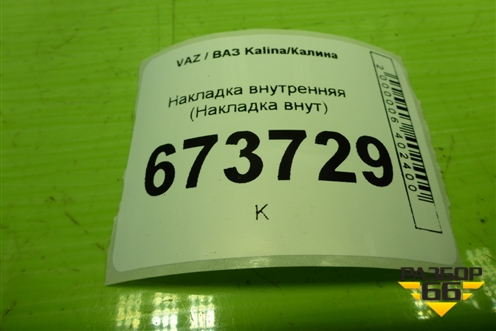 VAZ / ВАЗ Kalina/Калина
Накладка внутренняя
(Накладка внут)
673729
К
2000006402400
РАЗБОР
66